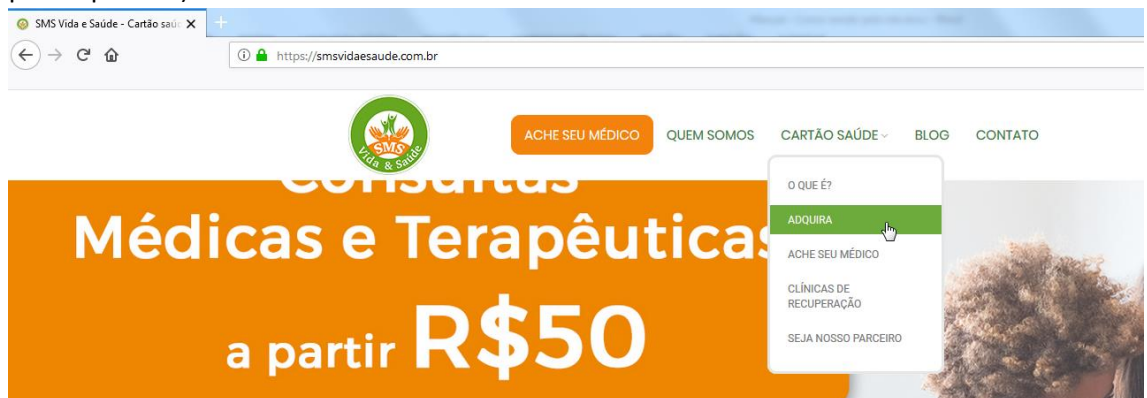 SMS Vida e Saúde - Cartão saúd
https://smsvidaesaude.com.br
SMS
Vida & Saúde
ACHE SEU MÉDICO QUEM SOMOS CARTÃO SAÚDE BLOG CONTATO
O QUE É?
ADQUIRA
ACHE SEU MÉDICO
CLÍNICAS DE
RECUPERAÇÃO
SEJA NOSSO PARCEIRO
Consultas
Médicas e Terapêuticas
a partir R$50